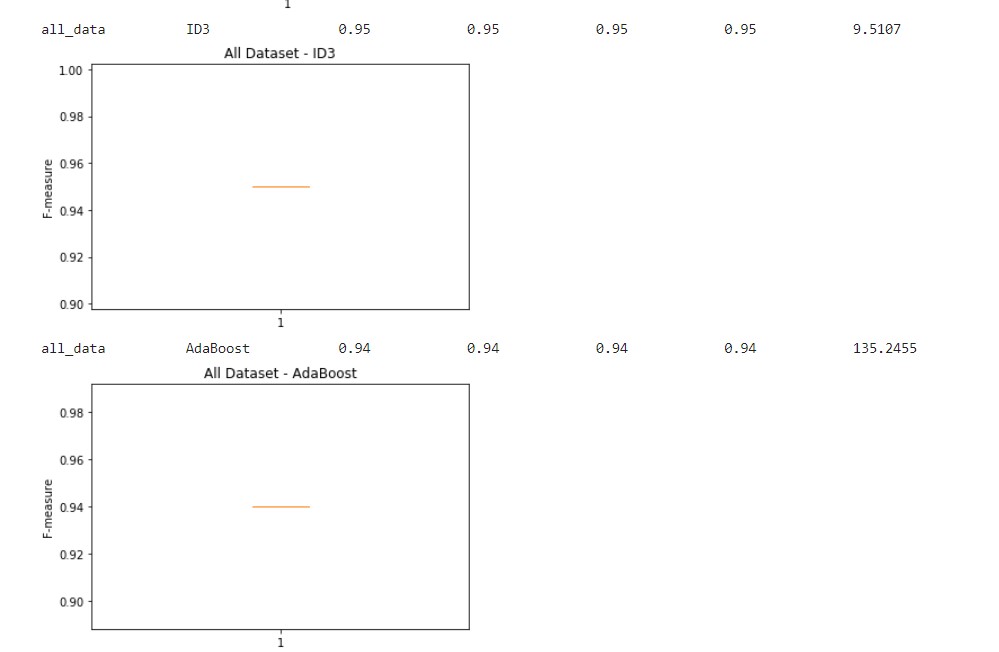 1
all_data ID3 0.95 0.95 0.95 0.95 9.5107
All Dataset - ID3
1.00
0.98
0.96
0.94
0.92
0.90
F-measure
1
all_data AdaBoost 0.94 0.94 0.94 0.94 135.2455
All Dataset - AdaBoost
0.98
0.96
0.94
0.92
0.90
F-measure
1